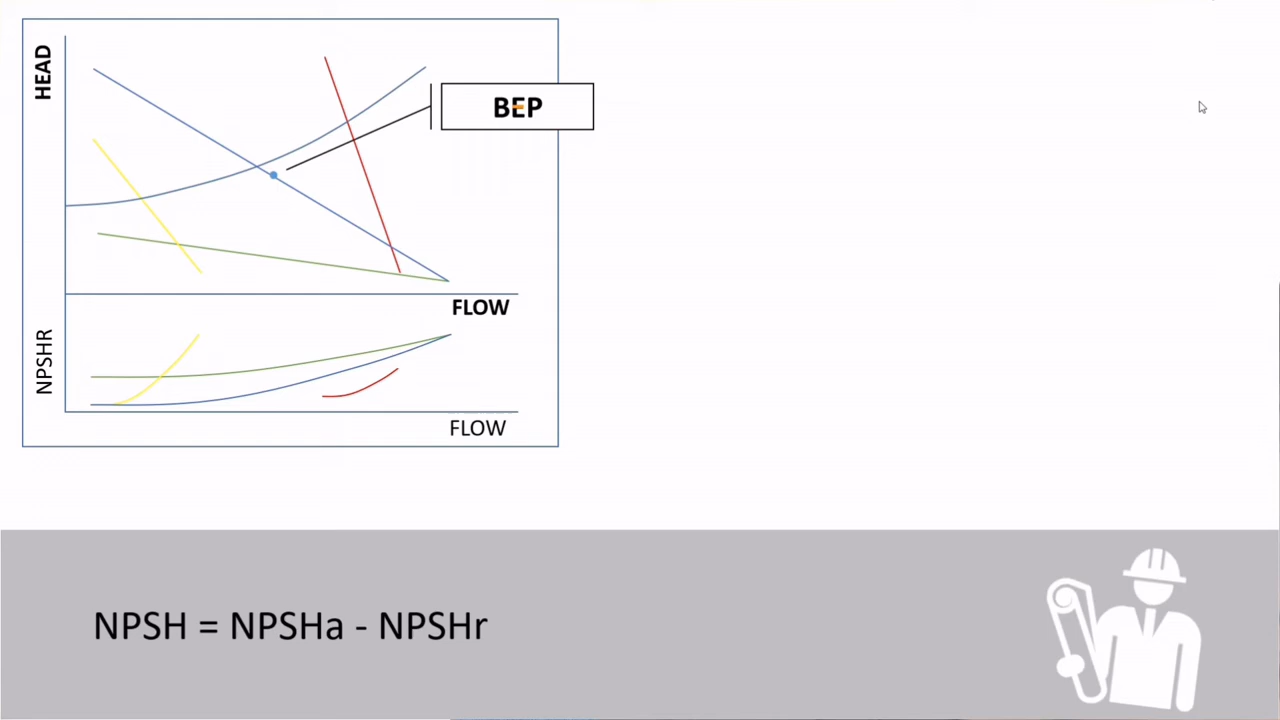 HEAD
BEP
FLOW
NPSHR
FLOW
NPSH = NPSHa - NPSHr